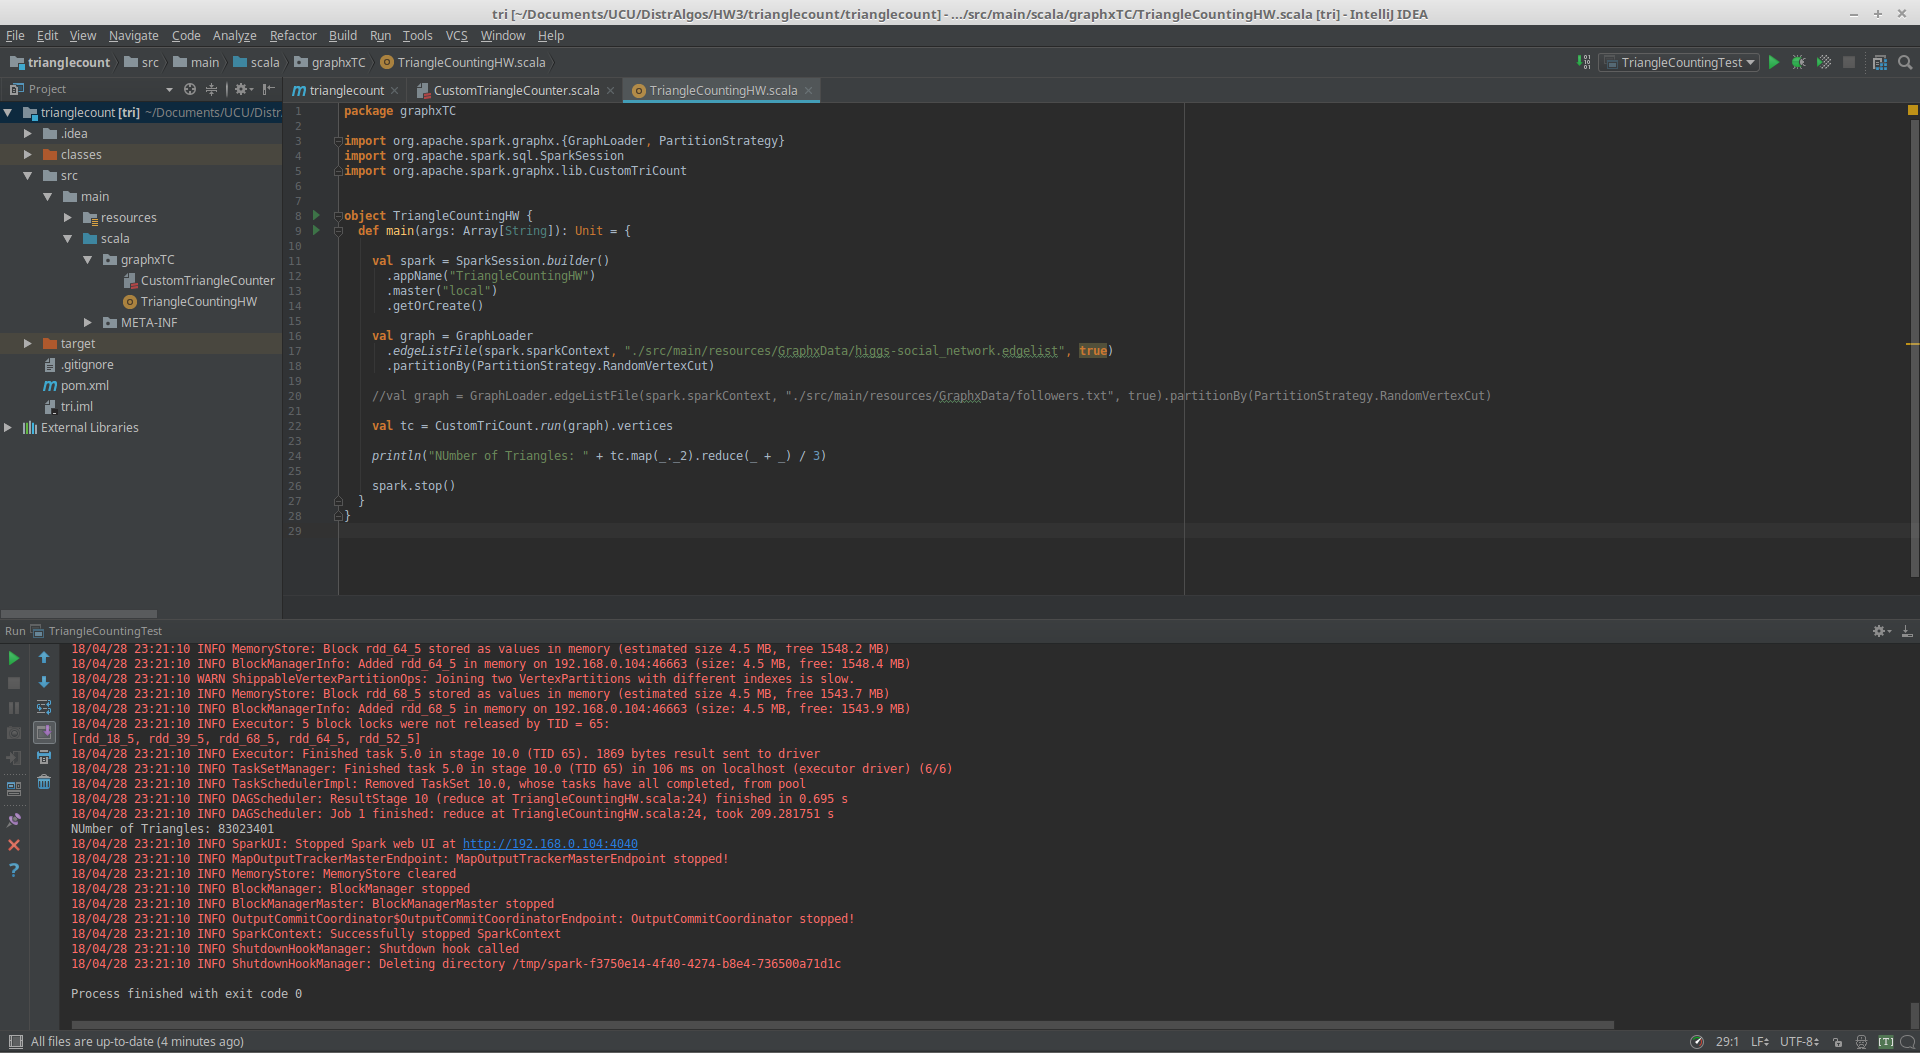 tri [~/Documents/UCU/DistrAlgos/HW3/trianglecount/trianglecount] - .../src/main/scala/graphxTC/TriangleCountingHW.scala [tri] - IntelliJ IDEA
File Edit View Navigate Code Analyze Refactor Build Run Tools VCS Window Help
trianglecount src main scala graphxTC TriangleCountingHW.scala TriangleCountingTest
Project
trianglecount [tri] ~/Documents/UCU/Distr
.idea
classes
src
main
resources
scala
graphxTC
CustomTriangleCounter
TriangleCountingHW
META-INF
target
.gitignore
pom.xml
tri.iml
External Libraries
trianglecount CustomTriangleCounter.scala TriangleCountingHW.scala
1 package graphxTC
2
3 import org.apache.spark.graphx.{GraphLoader, PartitionStrategy}
4 import org.apache.spark.sql.SparkSession
5 import org.apache.spark.graphx.lib.CustomTriCount
6
7
8 object TriangleCountingHW {
9 def main(args: Array[String]): Unit = {
10
11 val spark = SparkSession.builder()
12 .appName("TriangleCountingHW")
13 .master("local")
14 .getOrCreate()
15
16 val graph = GraphLoader
17 .edgeListFile(spark.sparkContext, "./src/main/resources/GraphxData/higgs-social_network.edgelist", true)
18 .partitionBy(PartitionStrategy.RandomVertexCut)
19
20 //val graph = GraphLoader.edgeListFile(spark.sparkContext, "./src/main/resources/GraphxData/followers.txt", true).partitionBy(PartitionStrategy.RandomVertexCut)
21
22 val tc = CustomTriCount.run(graph).vertices
23
24 println("NUmber of Triangles: " + tc.map(_._2).reduce(_ + _) / 3)
25
26 spark.stop()
27 }
28 }
29
Run TriangleCountingTest
18/04/28 23:21:10 INFO MemoryStore: Block rdd_64_5 stored as values in memory (estimated size 4.5 MB, free 1548.2 MB)
18/04/28 23:21:10 INFO BlockManagerInfo: Added rdd_64_5 in memory on 192.168.0.104:46663 (size: 4.5 MB, free: 1548.4 MB)
18/04/28 23:21:10 WARN ShippableVertexPartitionOps: Joining two VertexPartitions with different indexes is slow.
18/04/28 23:21:10 INFO MemoryStore: Block rdd_68_5 stored as values in memory (estimated size 4.5 MB, free 1543.7 MB)
18/04/28 23:21:10 INFO BlockManagerInfo: Added rdd_68_5 in memory on 192.168.0.104:46663 (size: 4.5 MB, free: 1543.9 MB)
18/04/28 23:21:10 INFO Executor: 5 block locks were not released by TID = 65:
[rdd_18_5, rdd_39_5, rdd_68_5, rdd_64_5, rdd_52_5]
18/04/28 23:21:10 INFO Executor: Finished task 5.0 in stage 10.0 (TID 65). 1869 bytes result sent to driver
18/04/28 23:21:10 INFO TaskSetManager: Finished task 5.0 in stage 10.0 (TID 65) in 106 ms on localhost (executor driver) (6/6)
18/04/28 23:21:10 INFO TaskSchedulerImpl: Removed TaskSet 10.0, whose tasks have all completed, from pool
18/04/28 23:21:10 INFO DAGScheduler: ResultStage 10 (reduce at TriangleCountingHW.scala:24) finished in 0.695 s
18/04/28 23:21:10 INFO DAGScheduler: Job 1 finished: reduce at TriangleCountingHW.scala:24, took 209.281751 s
NUmber of Triangles: 83023401
18/04/28 23:21:10 INFO SparkUI: Stopped Spark web UI at http://192.168.0.104:4040
18/04/28 23:21:10 INFO MapOutputTrackerMasterEndpoint: MapOutputTrackerMasterEndpoint stopped!
18/04/28 23:21:10 INFO MemoryStore: MemoryStore cleared
18/04/28 23:21:10 INFO BlockManager: BlockManager stopped
18/04/28 23:21:10 INFO BlockManagerMaster: BlockManagerMaster stopped
18/04/28 23:21:10 INFO OutputCommitCoordinator$OutputCommitCoordinatorEndpoint: OutputCommitCoordinator stopped!
18/04/28 23:21:10 INFO SparkContext: Successfully stopped SparkContext
18/04/28 23:21:10 INFO ShutdownHookManager: Shutdown hook called
18/04/28 23:21:10 INFO ShutdownHookManager: Deleting directory /tmp/spark-f3750e14-4f40-4274-b8e4-736500a71d1c
Process finished with exit code 0
All files are up-to-date (4 minutes ago) 29:1 LF UTF-8 [T]